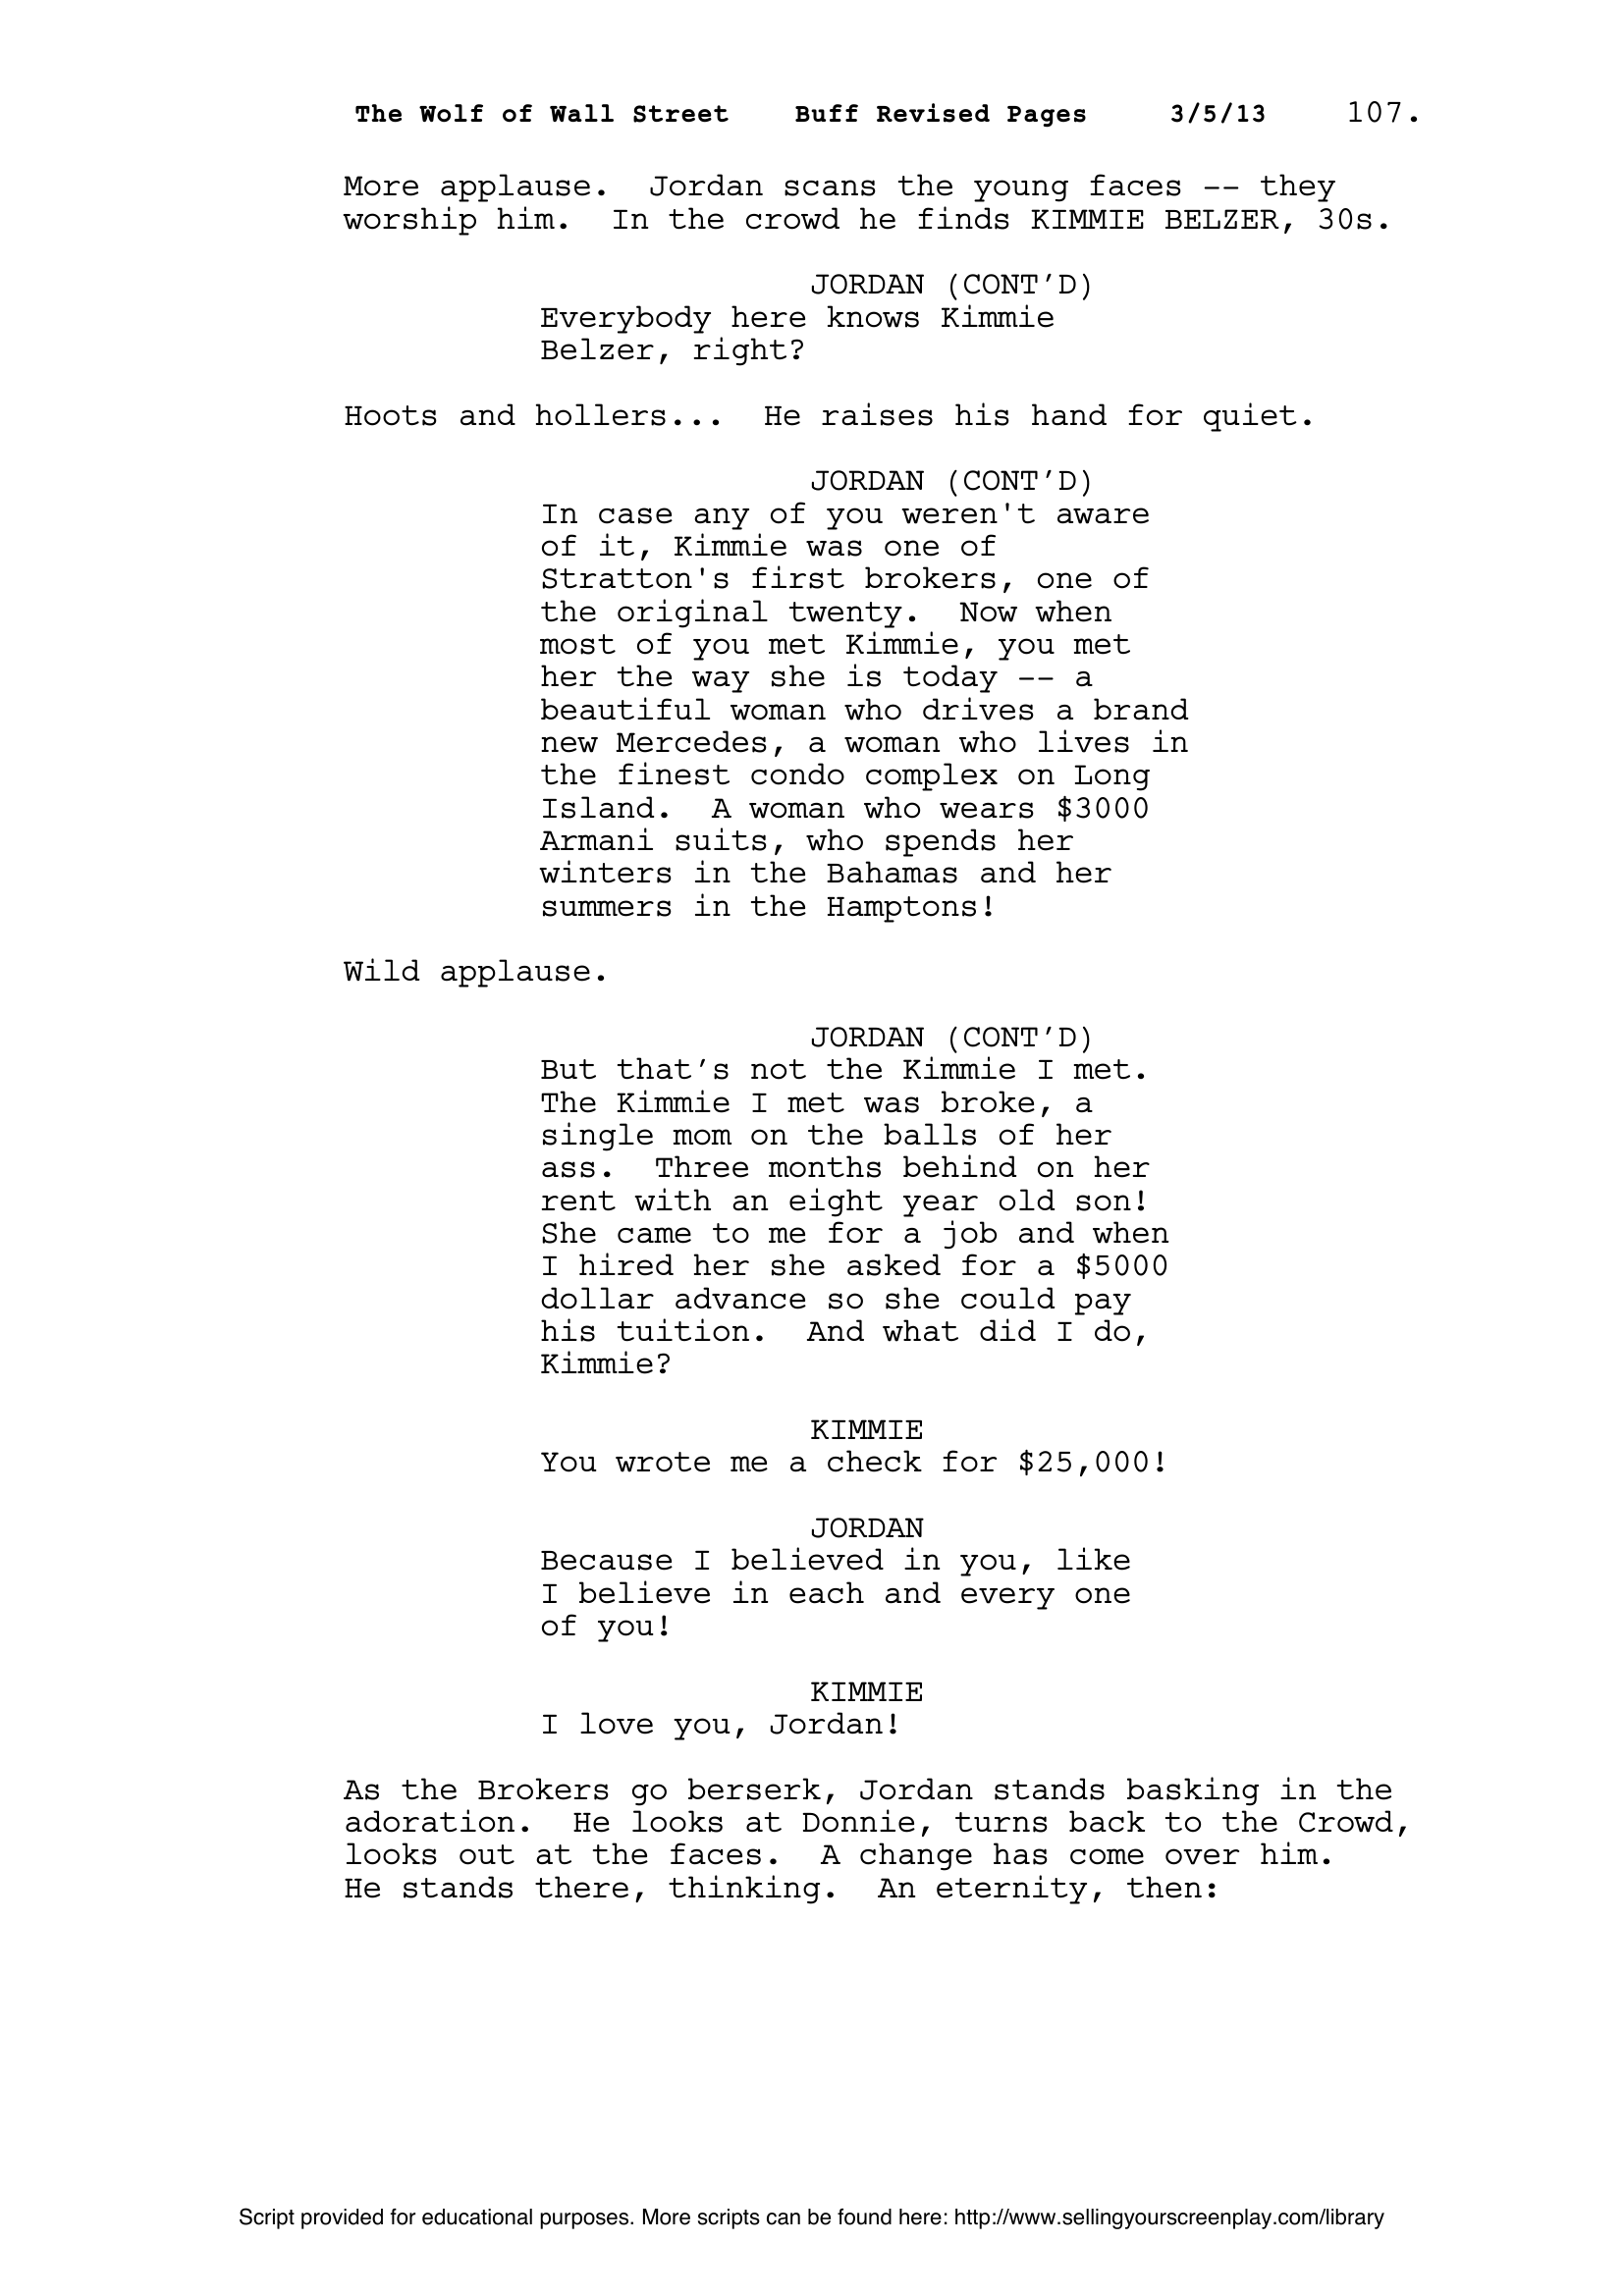 The Wolf of Wall Street    Buff Revised Pages    3/5/13    107.
More applause.  Jordan scans the young faces -- they
worship him.  In the crowd he finds KIMMIE BELZER, 30s.
JORDAN (CONT’D)
Everybody here knows Kimmie
Belzer, right?
Hoots and hollers...  He raises his hand for quiet.
JORDAN (CONT’D)
In case any of you weren't aware
of it, Kimmie was one of
Stratton's first brokers, one of
the original twenty.  Now when
most of you met Kimmie, you met
her the way she is today -- a
beautiful woman who drives a brand
new Mercedes, a woman who lives in
the finest condo complex on Long
Island.  A woman who wears $3000
Armani suits, who spends her
winters in the Bahamas and her
summers in the Hamptons!
Wild applause.
JORDAN (CONT’D)
But that’s not the Kimmie I met.
The Kimmie I met was broke, a
single mom on the balls of her
ass.  Three months behind on her
rent with an eight year old son!
She came to me for a job and when
I hired her she asked for a $5000
dollar advance so she could pay
his tuition.  And what did I do,
Kimmie?
KIMMIE
You wrote me a check for $25,000!
JORDAN
Because I believed in you, like
I believe in each and every one
of you!
KIMMIE
I love you, Jordan!
As the Brokers go berserk, Jordan stands basking in the
adoration.  He looks at Donnie, turns back to the Crowd,
looks out at the faces.  A change has come over him.
He stands there, thinking.  An eternity, then:
Script provided for educational purposes. More scripts can be found here: http://www.sellingyourscreenplay.com/library